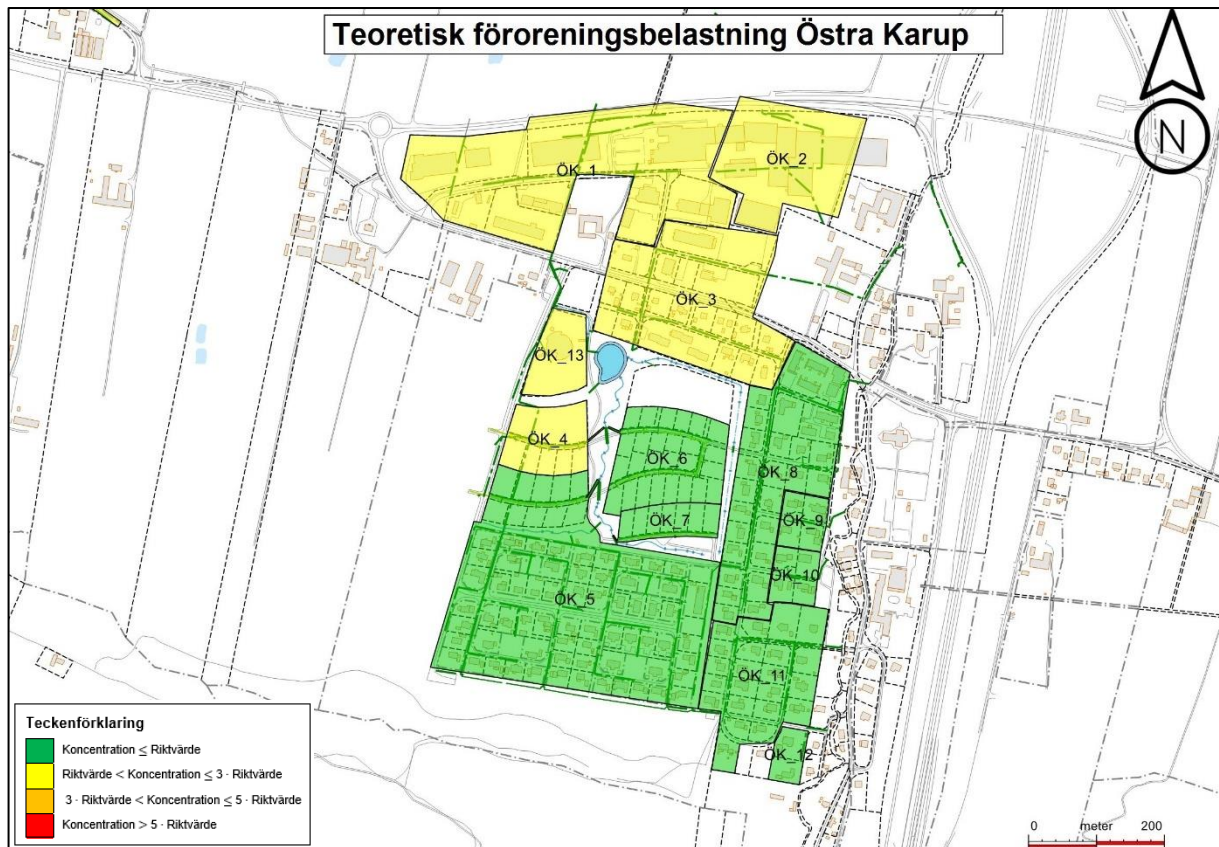 Teoretisk föroreningsbelastning Östra Karup
N
ÖK_1
ÖK_2
ÖK_3
ÖK_13
ÖK_4
ÖK_6
ÖK_8
ÖK_7
ÖK_9
ÖK_10
ÖK_5
ÖK_11
ÖK_12
Teckenförklaring
Koncentration ≤ Riktvärde
Riktvärde < Koncentration ≤ 3 · Riktvärde
3 · Riktvärde < Koncentration ≤ 5 · Riktvärde
Koncentration > 5 · Riktvärde
0 meter 200